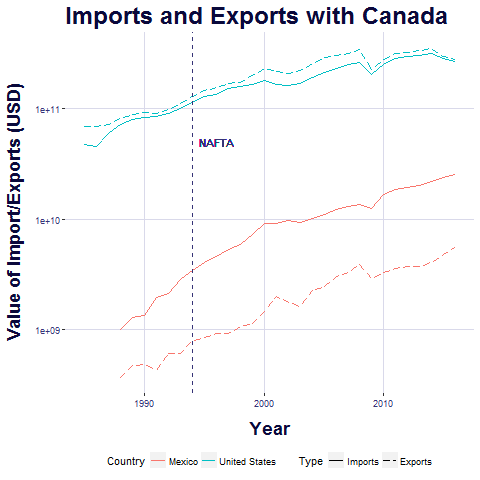 Imports and Exports with Canada
Value of Import/Exports (USD)
1e+11
1e+10
1e+09
NAFTA
1990 2000 2010
Year
Country Mexico United States Type Imports Exports